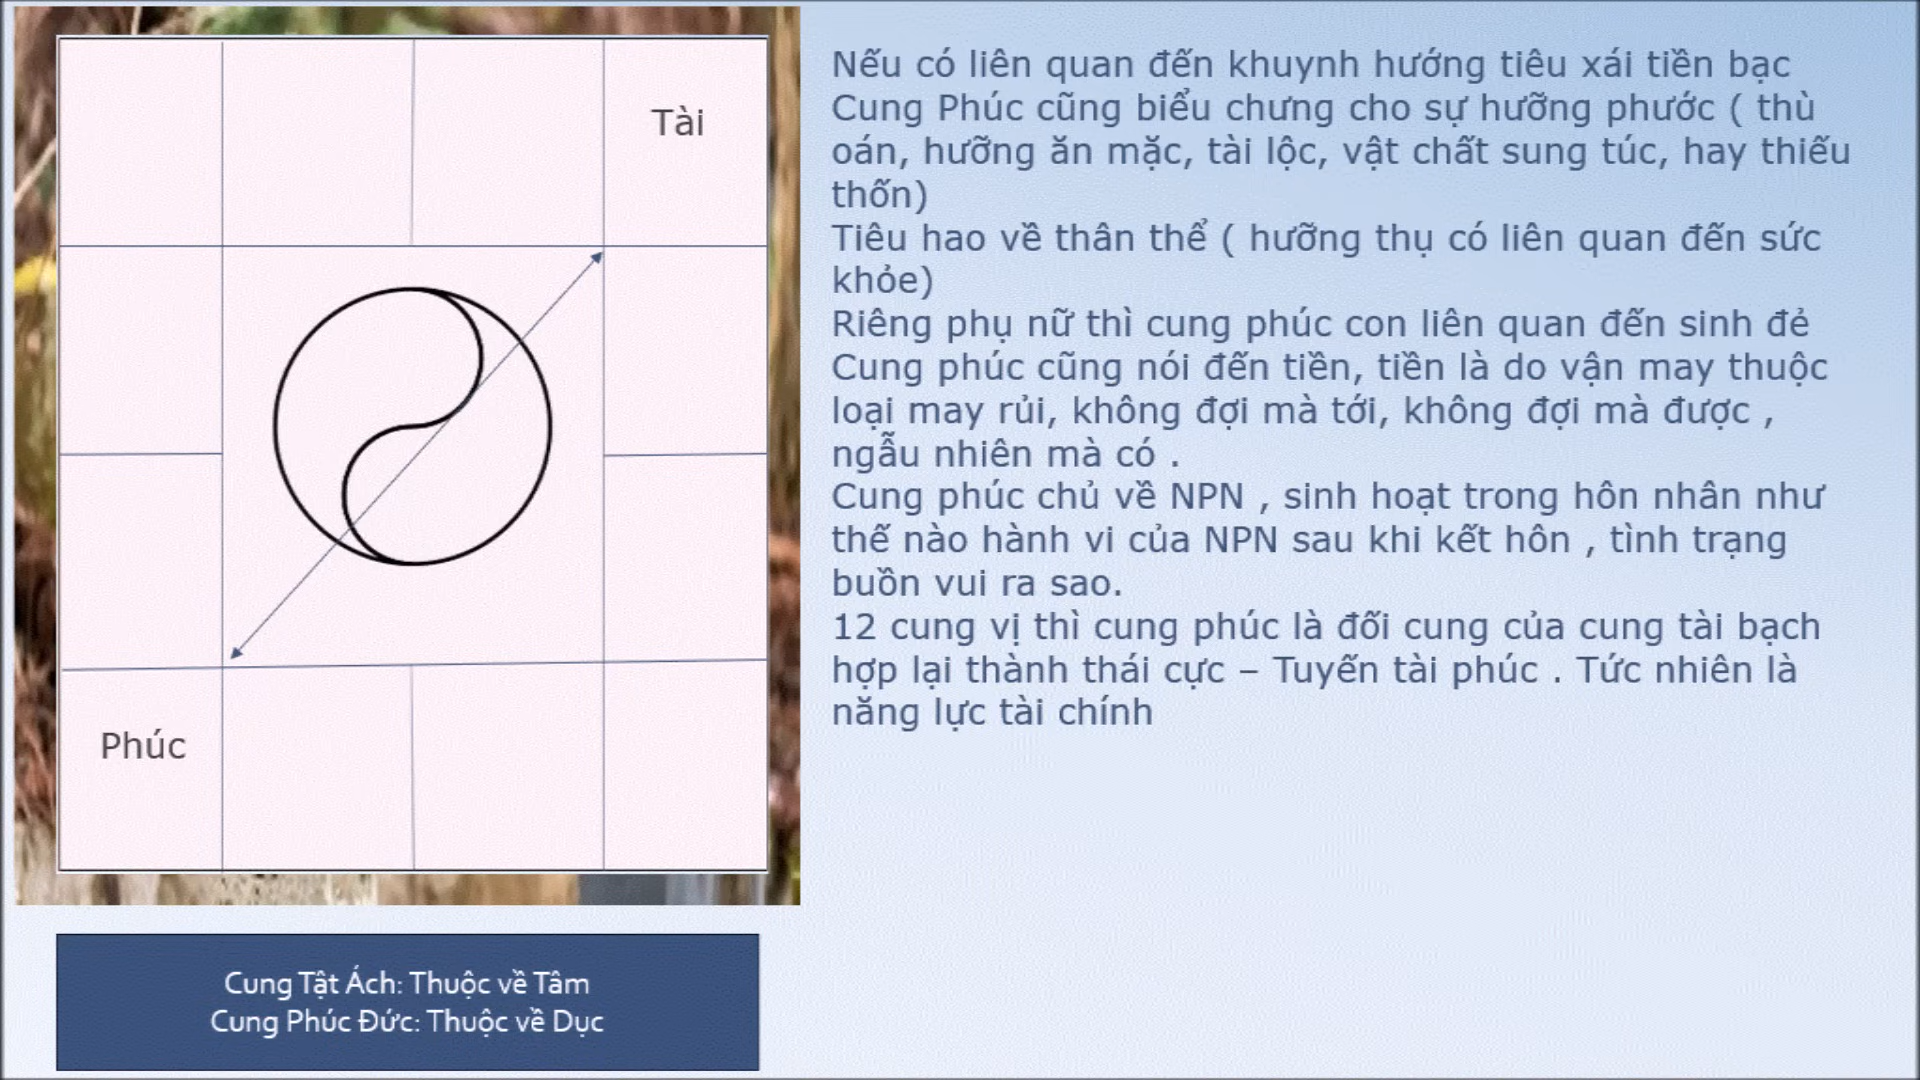 Tài
Phúc
Nếu có liên quan đến khuynh hướng tiêu xái tiền bạc
Cung Phúc cũng biểu chưng cho sự hưỡng phước ( thù
oán, hưỡng ăn mặc, tài lộc, vật chất sung túc, hay thiếu
thốn)
Tiêu hao về thân thể ( hưỡng thụ có liên quan đến sức
khỏe)
Riêng phụ nữ thì cung phúc con liên quan đến sinh đẻ
Cung phúc cũng nói đến tiền, tiền là do vận may thuộc
loại may rủi, không đợi mà tới, không đợi mà được ,
ngẫu nhiên mà có .
Cung phúc chủ về NPN , sinh hoạt trong hôn nhân như
thế nào hành vi của NPN sau khi kết hôn , tình trạng
buồn vui ra sao.
12 cung vị thì cung phúc là đối cung của cung tài bạch
hợp lại thành thái cực – Tuyến tài phúc . Tức nhiên là
năng lực tài chính
Cung Tật Ách: Thuộc về Tâm
Cung Phúc Đức: Thuộc về Dục